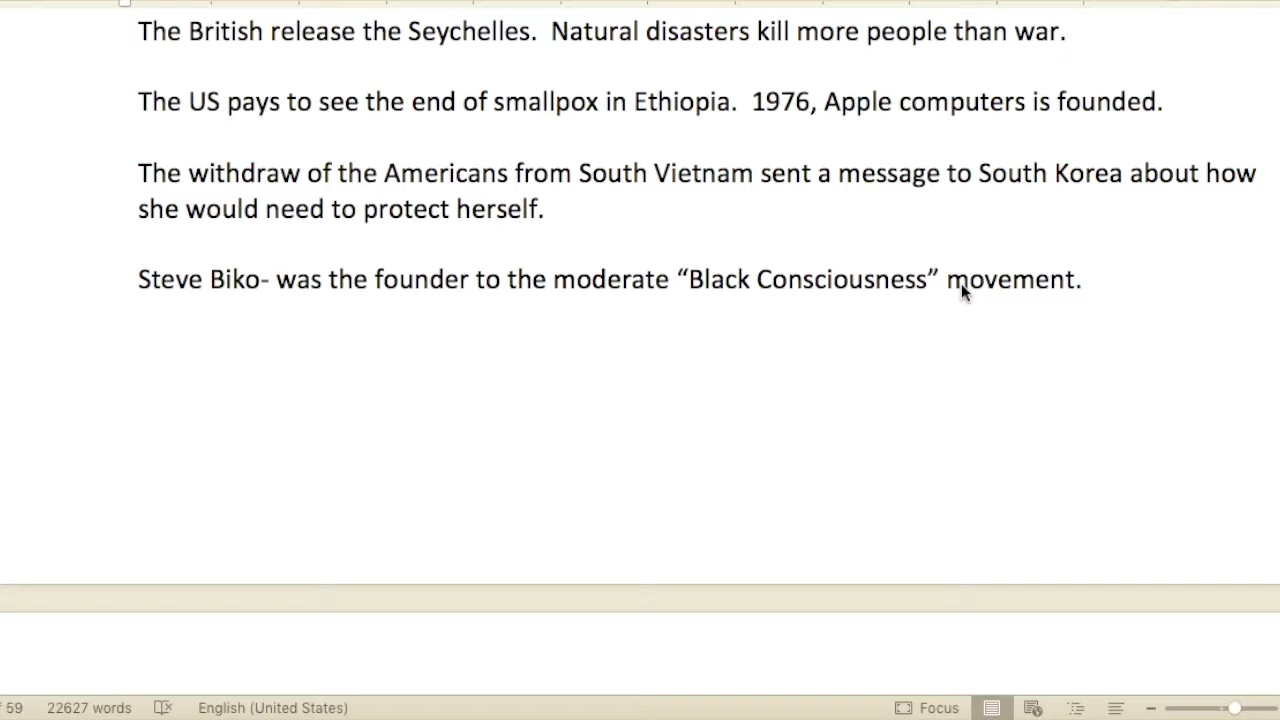 The British release the Seychelles.  Natural disasters kill more people than war.
The US pays to see the end of smallpox in Ethiopia.  1976, Apple computers is founded.
The withdraw of the Americans from South Vietnam sent a message to South Korea about how
she would need to protect herself.
Steve Biko- was the founder to the moderate “Black Consciousness” movement.
59 22627 words English (United States) Focus